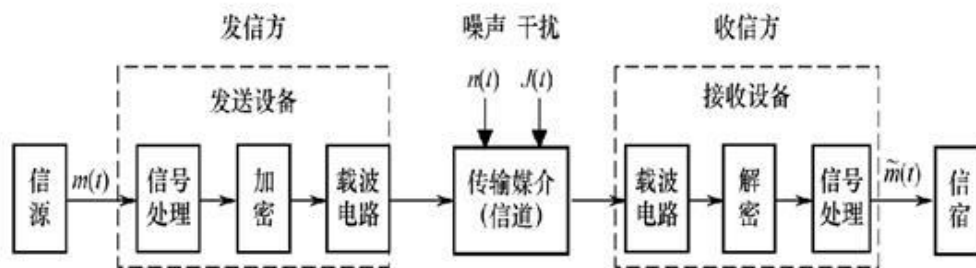 发信方 噪声 干扰 收信方
n(t) J(t)
发送设备 接收设备
信源 m(t) 信号处理 加密 载波电路 传输媒介(信道) 载波电路 解密 信号处理 m̃(t) 信宿